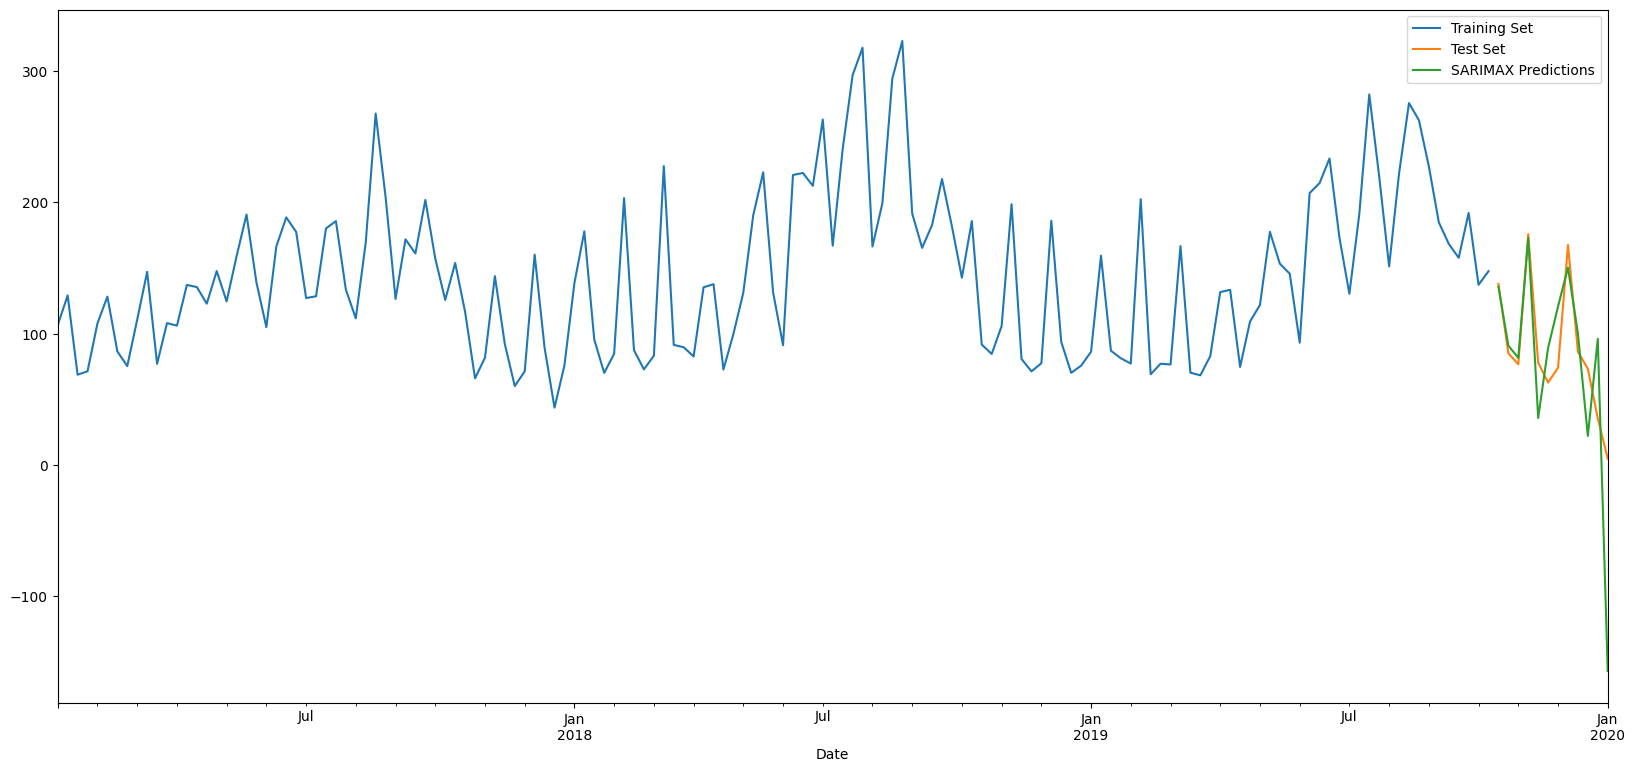 Training Set
Test Set
SARIMAX Predictions
300
200
100
0
−100
Jul
Jan
2018
Jul
Jan
2019
Jul
Jan
2020
Date